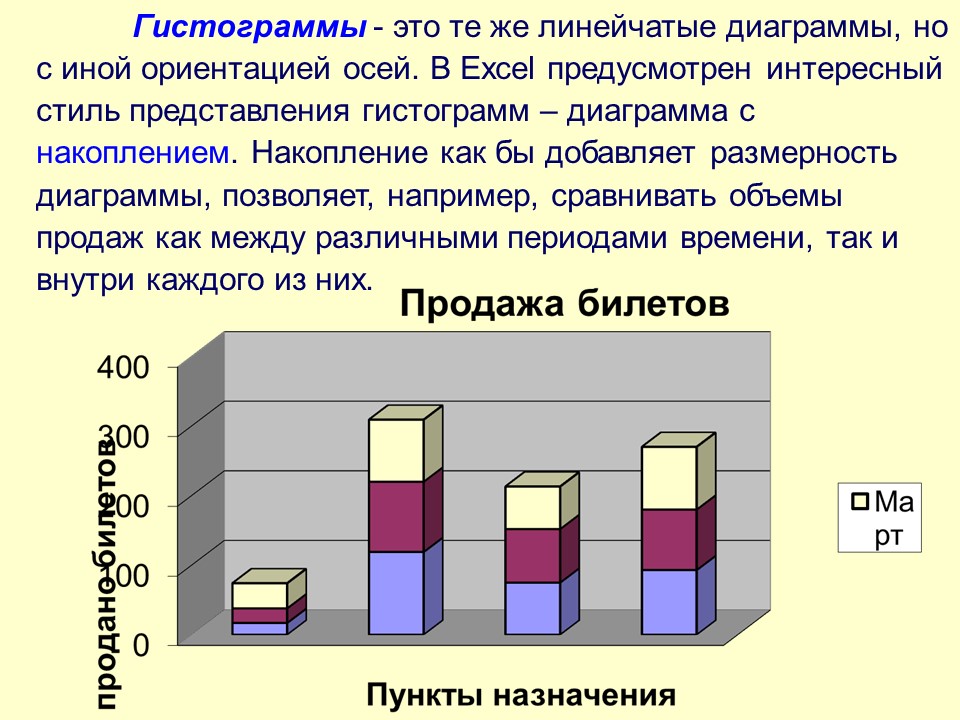 Гистограммы - это те же линейчатые диаграммы, но
с иной ориентацией осей. В Excel предусмотрен интересный
стиль представления гистограмм – диаграмма с
накоплением. Накопление как бы добавляет размерность
диаграммы, позволяет, например, сравнивать объемы
продаж как между различными периодами времени, так и
внутри каждого из них.
Продажа билетов
400
300
200
100
0
продано билетов
Пункты назначения
Ма
рт